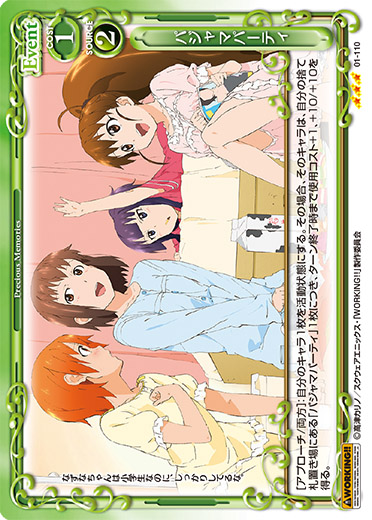 Event
COST 1
SOURCE 2
パジャマパーティ
Precious Memories
なずなちゃんは小学生なのに、しっかりしてるな。
[アプローチ/両方]:自分のキャラ1枚を活動状態にする。その場合、そのキャラは、自分の捨て
札置き場にある「パジャマパーティ」1枚につき、ターン終了時まで使用コスト+1、+10/+10を
得る。
WORKING!!
©高津カリノ/スクウェアエニックス・「WORKING!!」製作委員会
01-110